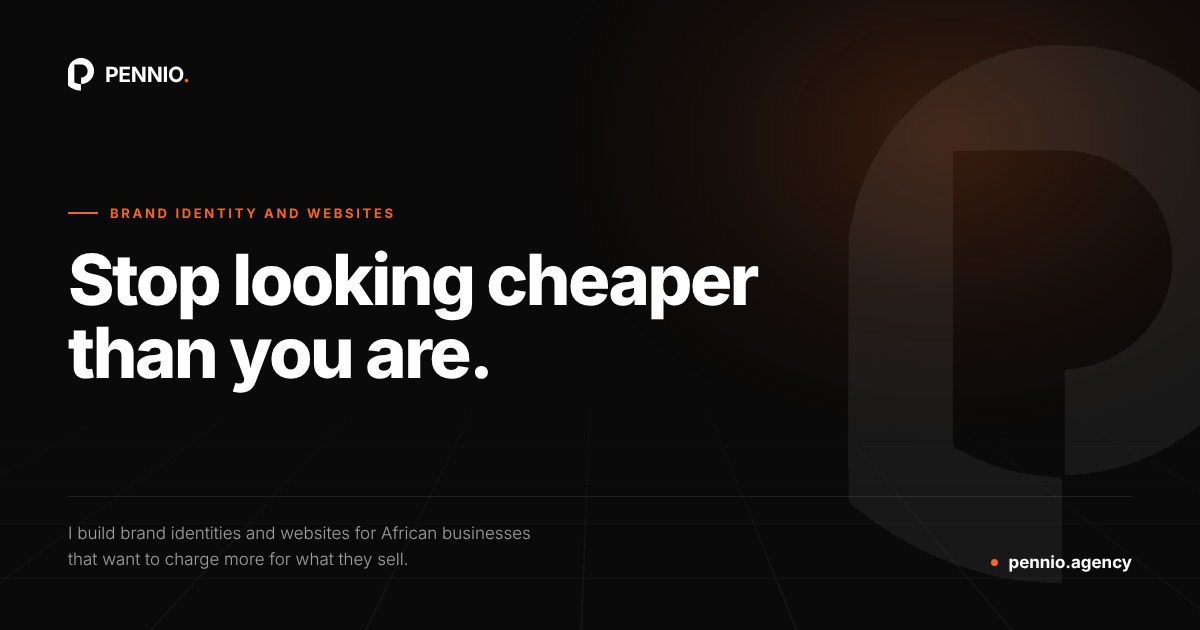 PENNIO.
BRAND IDENTITY AND WEBSITES
Stop looking cheaper
than you are.
I build brand identities and websites for African businesses
that want to charge more for what they sell.
pennio.agency